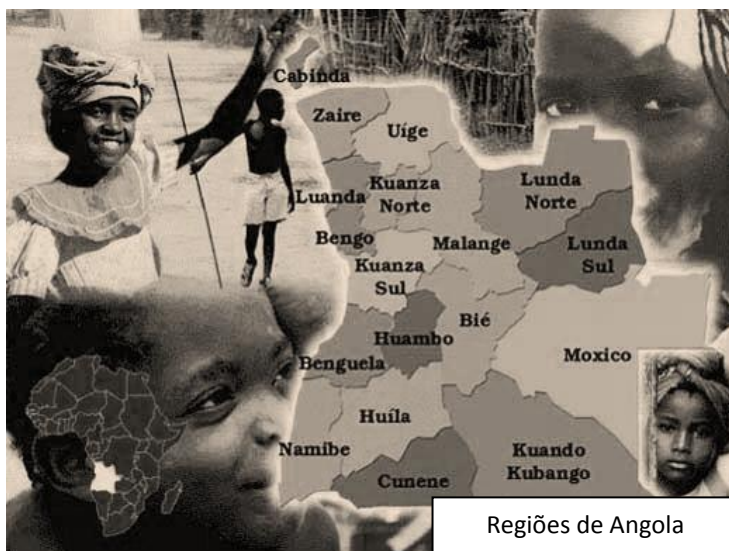 Cabinda
Zaire
Uíge
Luanda
Kuanza
Norte
Lunda
Norte
Bengo
Malange
Lunda
Sul
Kuanza
Sul
Bié
Huambo
Benguela
Moxico
Huíla
Namibe
Kuando
Kubango
Cunene
Regiões de Angola